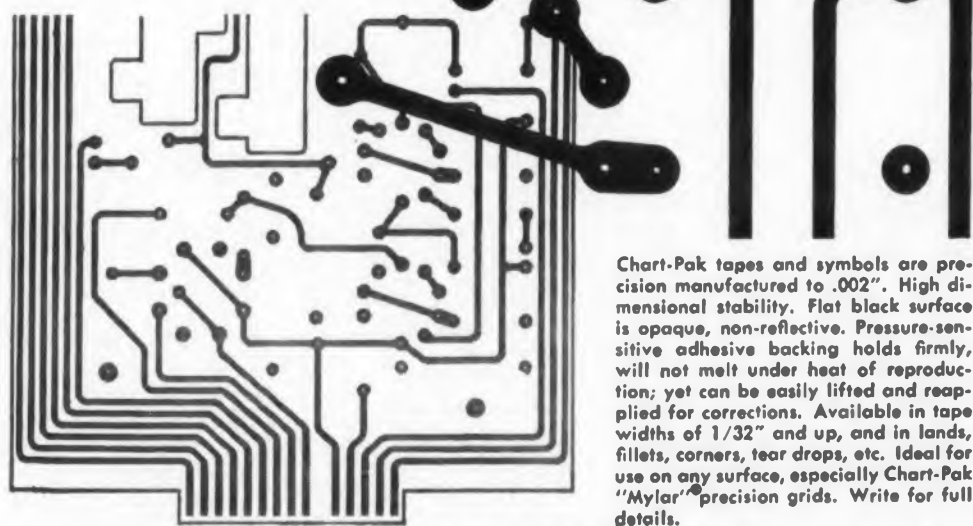 Chart-Pak tapes and symbols are pre-
cision manufactured to .002". High di-
mensional stability. Flat black surface
is opaque, non-reflective. Pressure-sen-
sitive adhesive backing holds firmly,
will not melt under heat of reproduc-
tion; yet can be easily lifted and reap-
plied for corrections. Available in tape
widths of 1/32" and up, and in lands,
fillets, corners, tear drops, etc. Ideal for
use on any surface, especially Chart-Pak
"Mylar"® precision grids. Write for full
details.